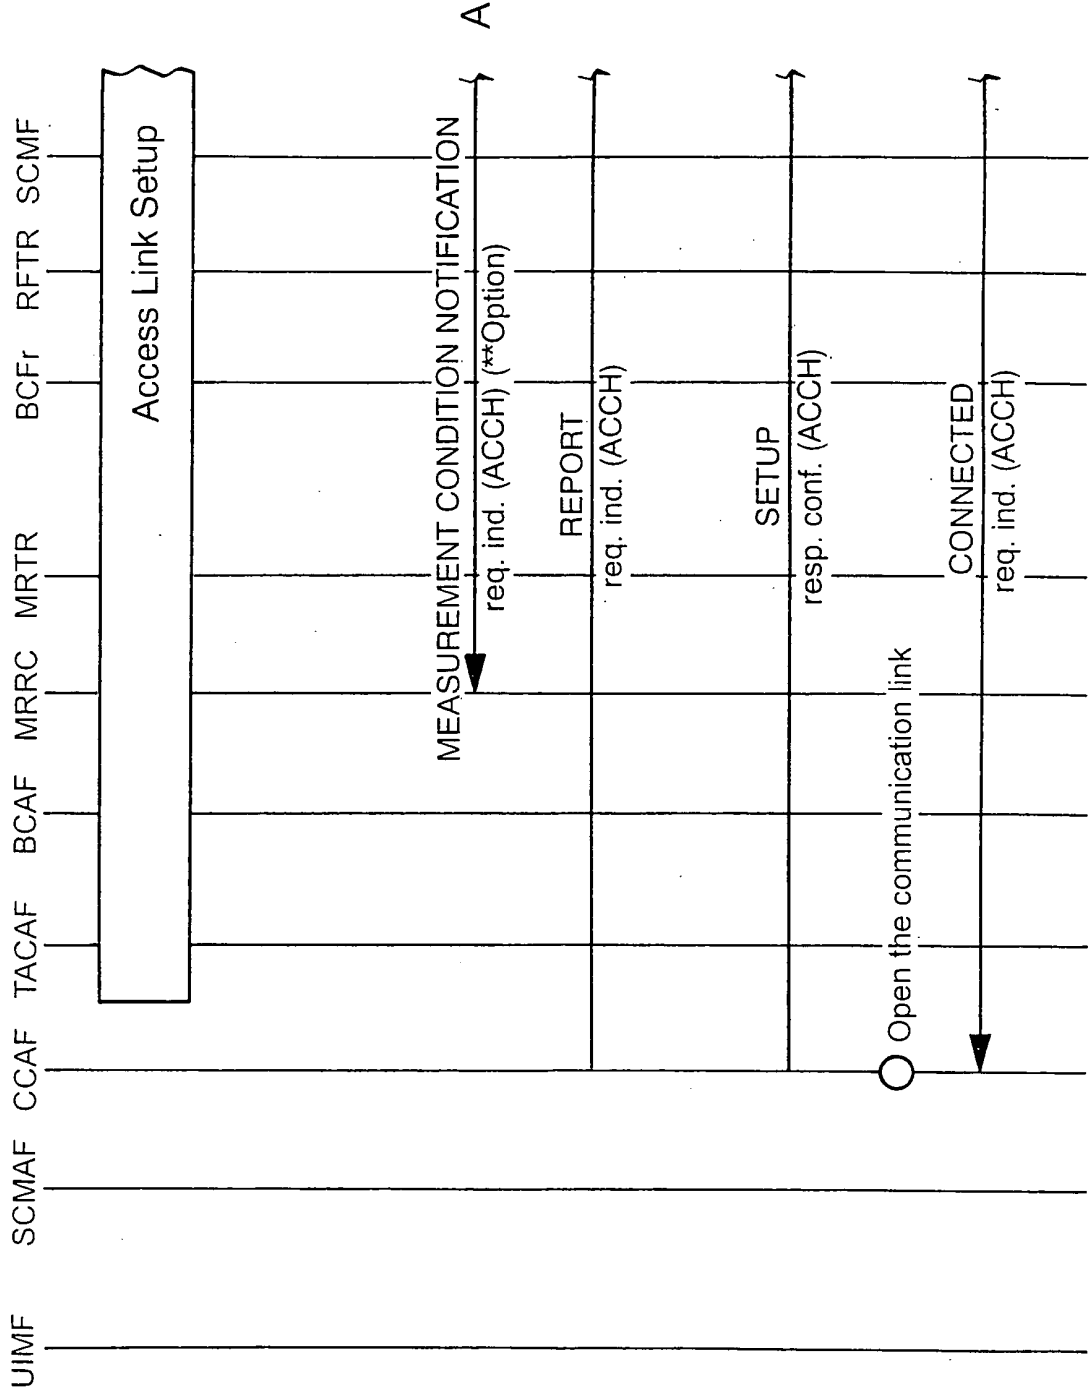 UIMF
SCMAF
CCAF
TACAF
BCAF
MRRC
MRTR
BCFr
RFTR
SCMF
Access Link Setup
MEASUREMENT CONDITION NOTIFICATION
req. ind. (ACCH) (**Option)
A
REPORT
req. ind. (ACCH)
SETUP
resp. conf. (ACCH)
Open the communication link
CONNECTED
req. ind. (ACCH)